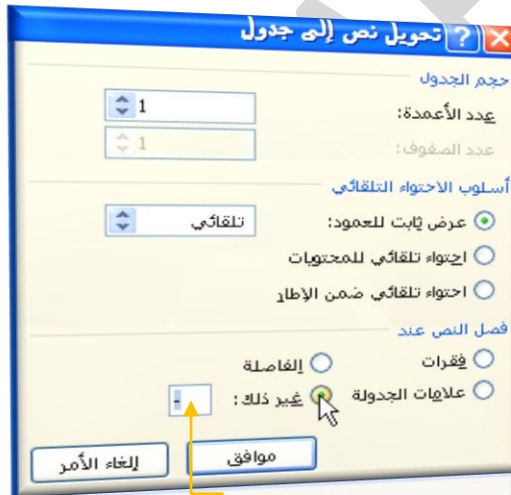 تحويل نص إلى جدول
حجم الجدول
عدد الأعمدة: 1
عدد الصفوف: 1
أسلوب الاحتواء التلقائي
عرض ثابت للعمود: تلقائي
احتواء تلقائي للمحتويات
احتواء تلقائي ضمن الإطار
فصل النص عند
فقرات الفاصلة
علامات الجدولة غير ذلك: -
موافق إلغاء الأمر